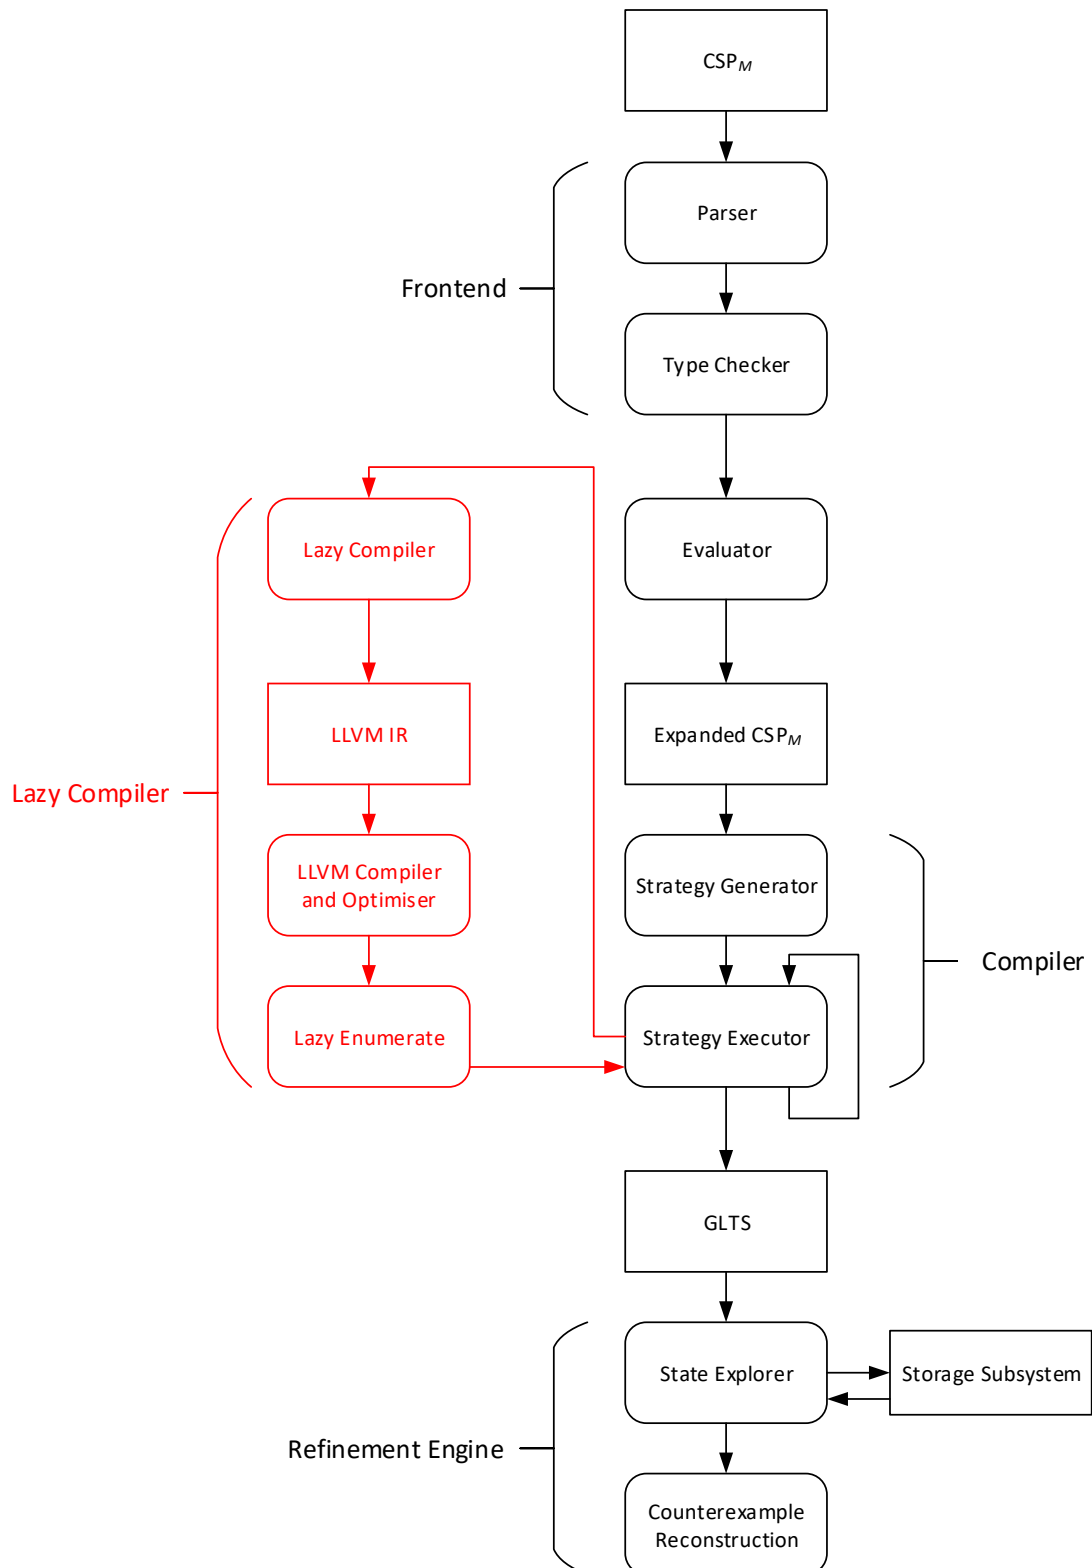 CSPM
Parser
Frontend
Type Checker
Lazy Compiler
Evaluator
LLVM IR
Expanded CSPM
Lazy Compiler
LLVM Compiler
and Optimiser
Strategy Generator
Compiler
Lazy Enumerate
Strategy Executor
GLTS
State Explorer
Storage Subsystem
Refinement Engine
Counterexample
Reconstruction